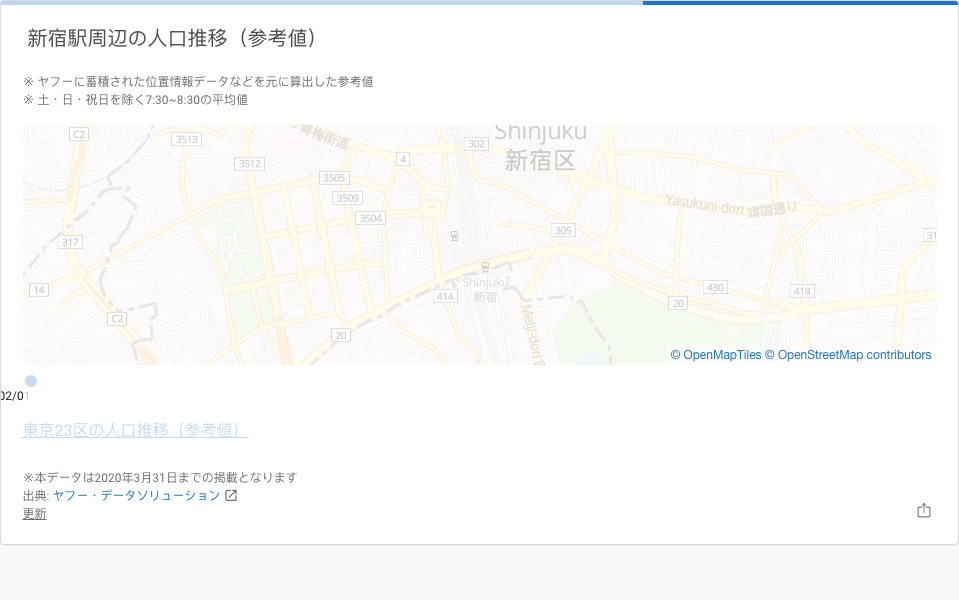 新宿駅周辺の人口推移（参考値）
※ ヤフーに蓄積された位置情報データなどを元に算出した参考値
※ 土・日・祝日を除く7:30~8:30の平均値
C2
3513
青梅街道
302
Shinjuku
新宿区
3512
4
3505
3509
3504
Yasukuni-dori 靖国通り
317
305
31
14
Shinjuku
新宿
414
430
418
20
C2
20
Meiji-dori
© OpenMapTiles © OpenStreetMap contributors
02/01
東京23区の人口推移（参考値）
※本データは2020年3月31日までの掲載となります
出典: ヤフー・データソリューション
更新